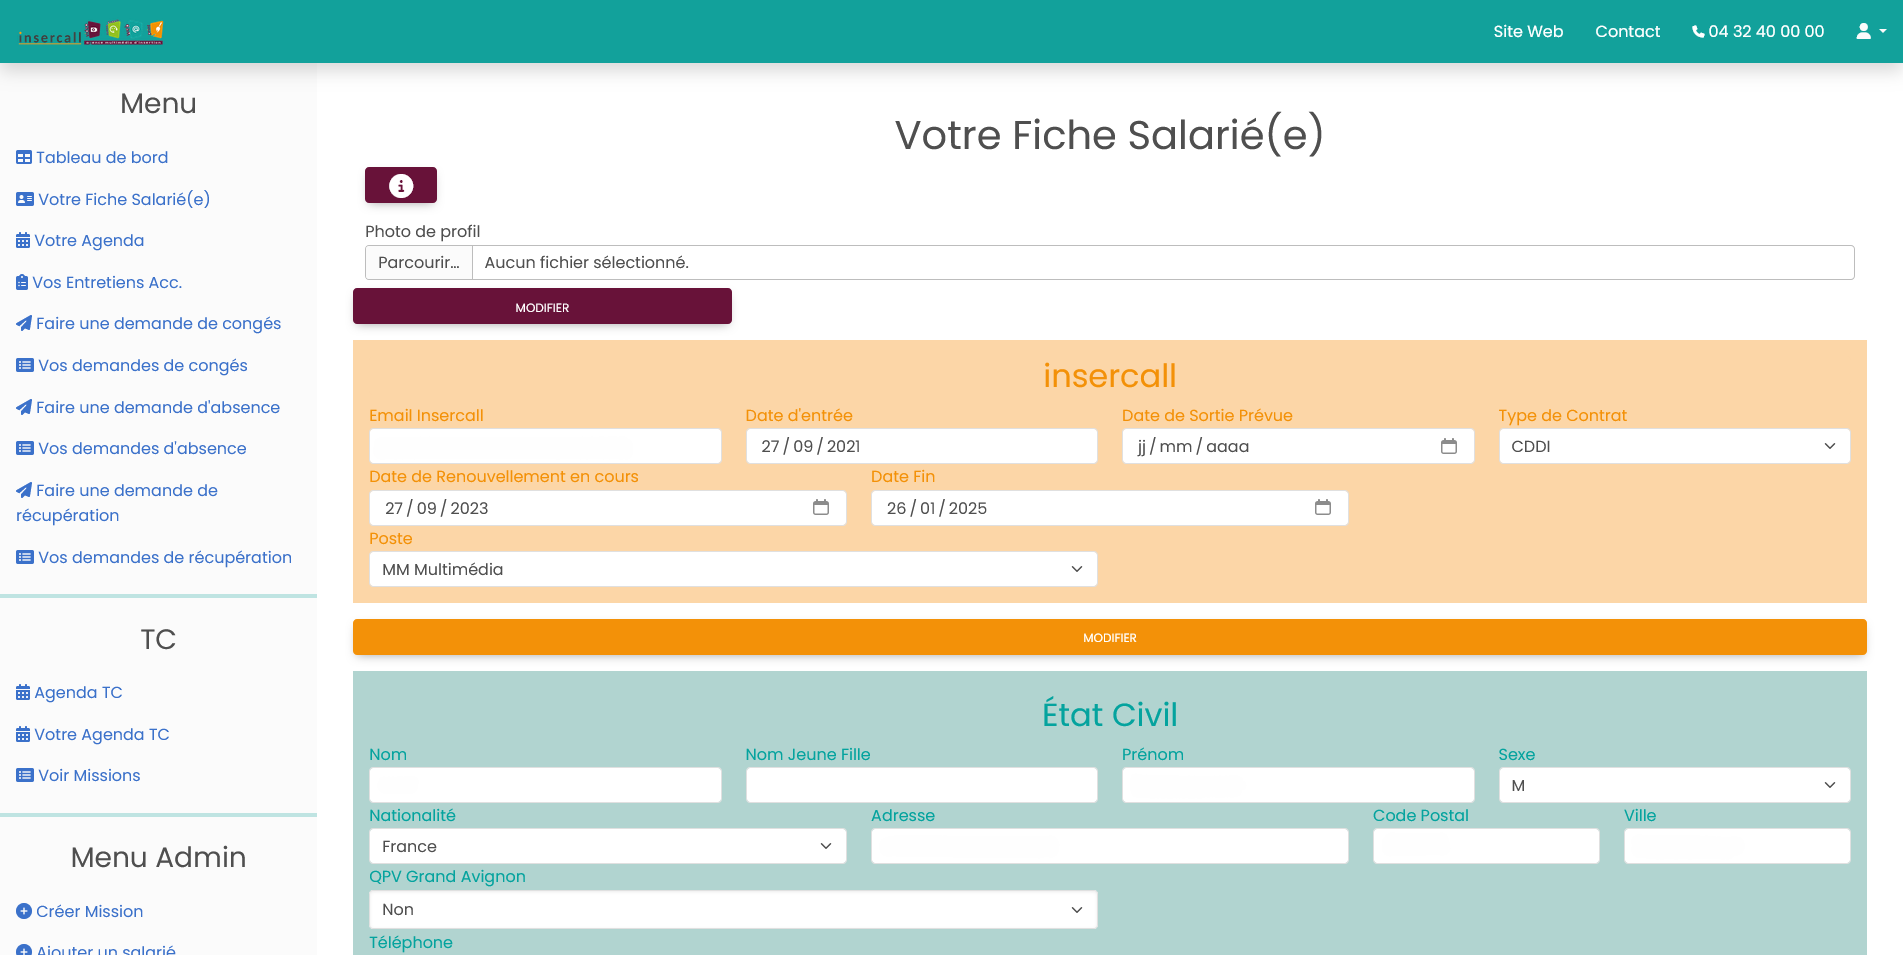 insercall
Site Web
Contact
04 32 40 00 00
Menu
Tableau de bord
Votre Fiche Salarié(e)
Votre Agenda
Vos Entretiens Acc.
Faire une demande de congés
Vos demandes de congés
Faire une demande d'absence
Vos demandes d'absence
Faire une demande de
récupération
Vos demandes de récupération
TC
Agenda TC
Votre Agenda TC
Voir Missions
Menu Admin
Créer Mission
Ajouter un salarié
Votre Fiche Salarié(e)
Photo de profil
Parcourir... Aucun fichier sélectionné.
MODIFIER
insercall
Email Insercall Date d'entrée Date de Sortie Prévue Type de Contrat
27 / 09 / 2021 jj / mm / aaaa CDDI
Date de Renouvellement en cours Date Fin
27 / 09 / 2023 26 / 01 / 2025
Poste
MM Multimédia
MODIFIER
État Civil
Nom Nom Jeune Fille Prénom Sexe
M
Nationalité Adresse Code Postal Ville
France
QPV Grand Avignon
Non
Téléphone